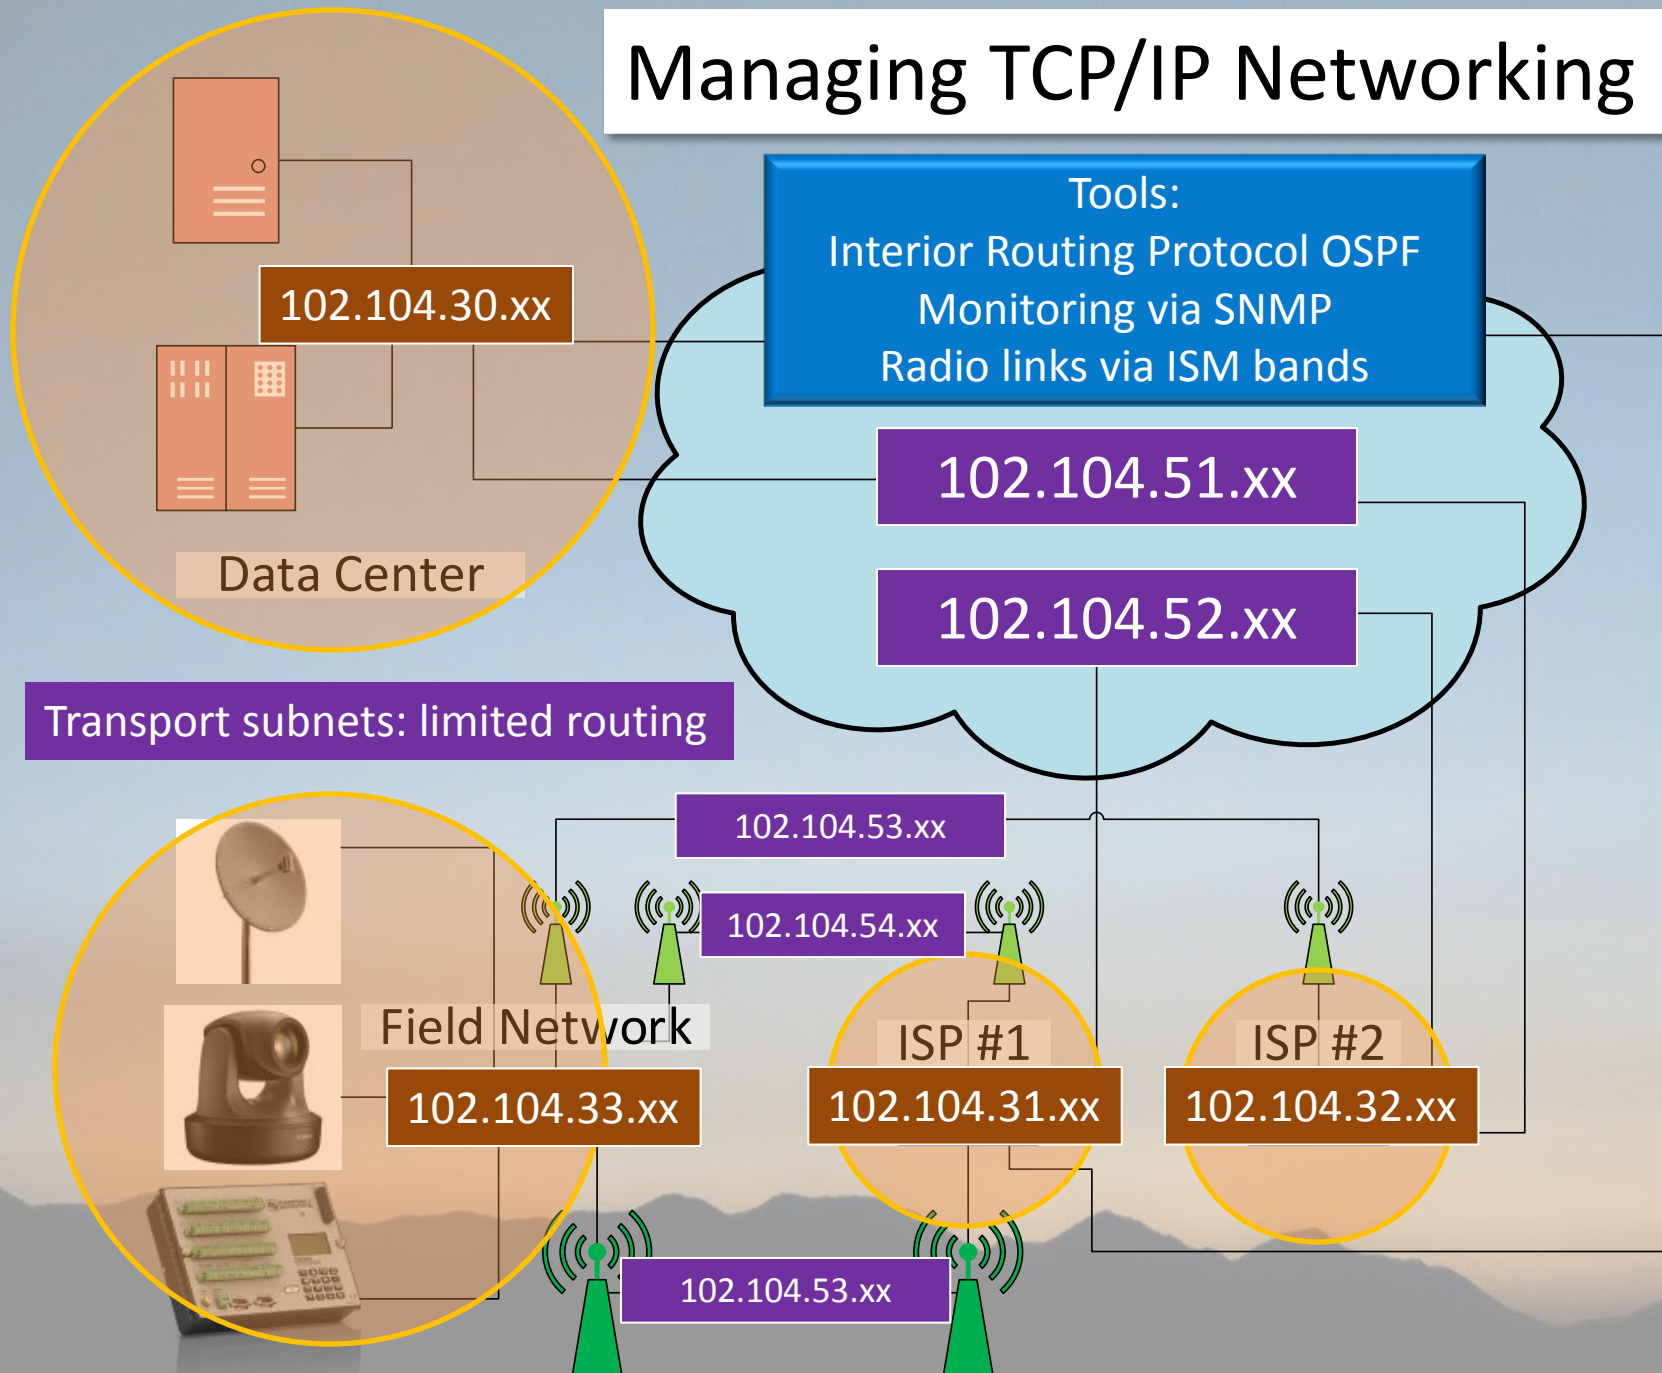 Managing TCP/IP Networking
Tools:
Interior Routing Protocol OSPF
Monitoring via SNMP
Radio links via ISM bands
102.104.30.xx
102.104.51.xx
102.104.52.xx
Data Center
Transport subnets: limited routing
102.104.53.xx
102.104.54.xx
Field Network
ISP #1
ISP #2
102.104.33.xx
102.104.31.xx
102.104.32.xx
102.104.53.xx